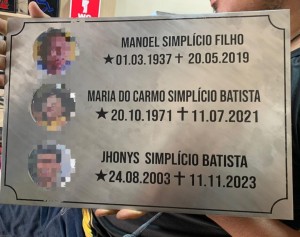 MANOEL SIMPLÍCIO FILHO
★01.03.1937 ✝ 20.05.2019
MARIA DO CARMO SIMPLÍCIO BATISTA
★20.10.1971 ✝ 11.07.2021
JHONYS SIMPLÍCIO BATISTA
★24.08.2003 ✝ 11.11.2023